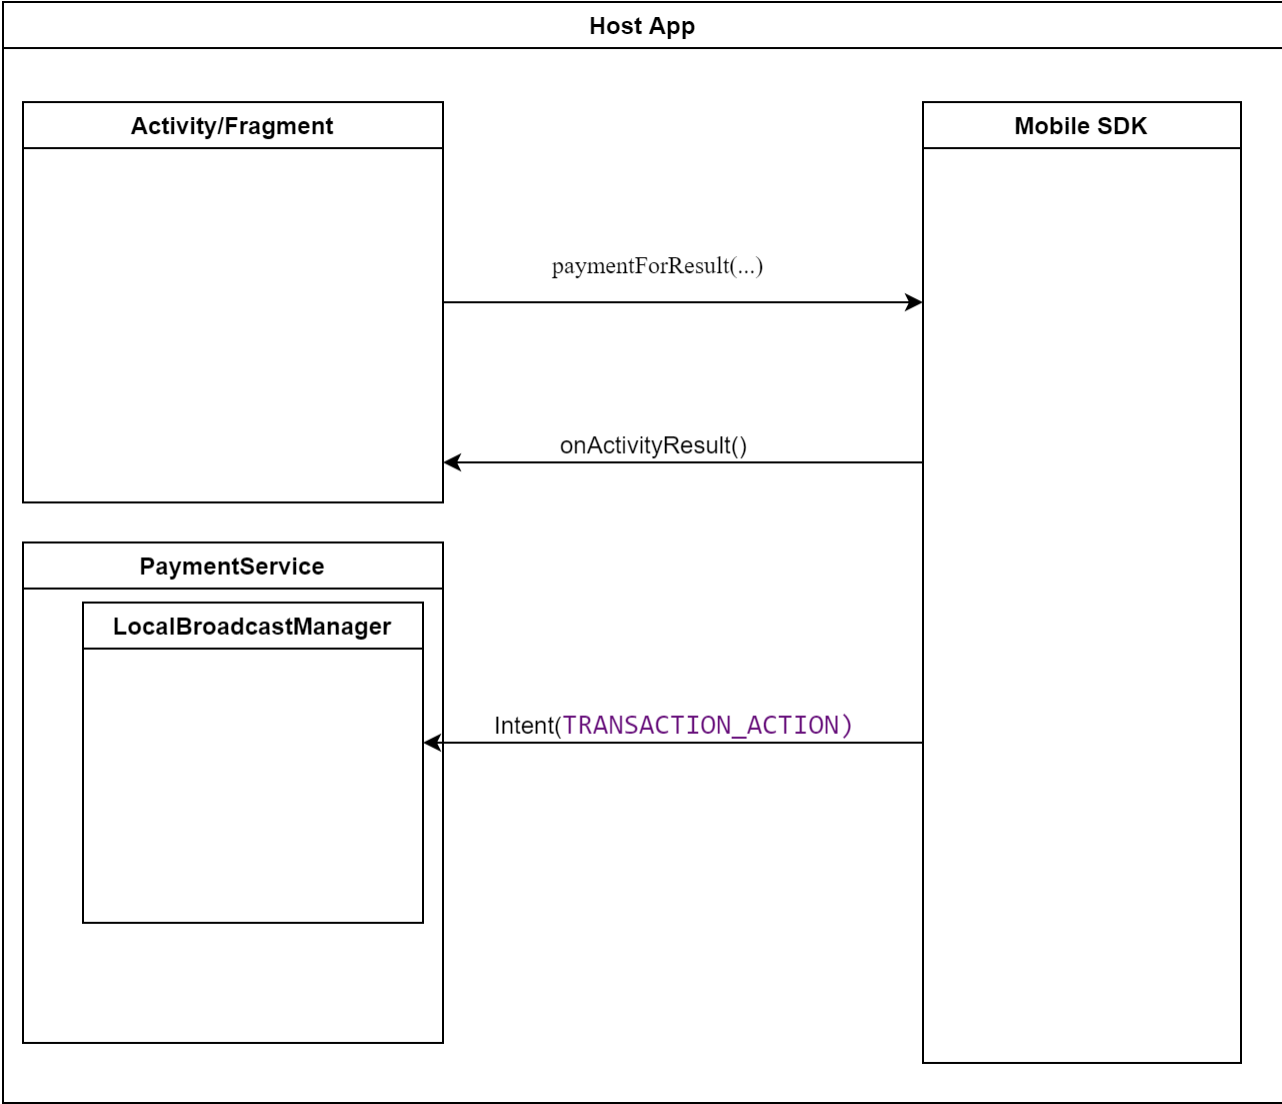 Host App
Activity/Fragment
Mobile SDK
paymentForResult(...)
onActivityResult()
PaymentService
LocalBroadcastManager
Intent(TRANSACTION_ACTION)